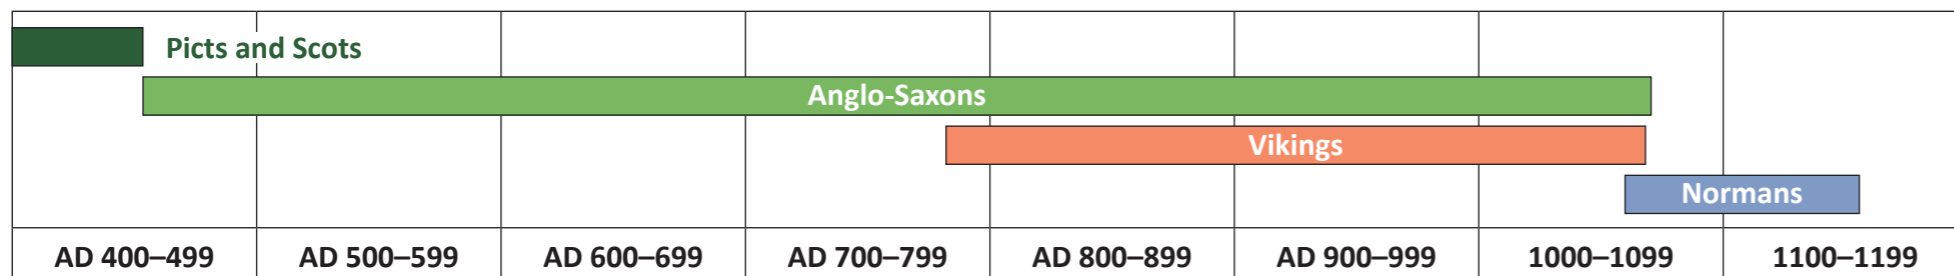 Picts and Scots
Anglo-Saxons
Vikings
Normans
AD 400–499 AD 500–599 AD 600–699 AD 700–799 AD 800–899 AD 900–999 1000–1099 1100–1199